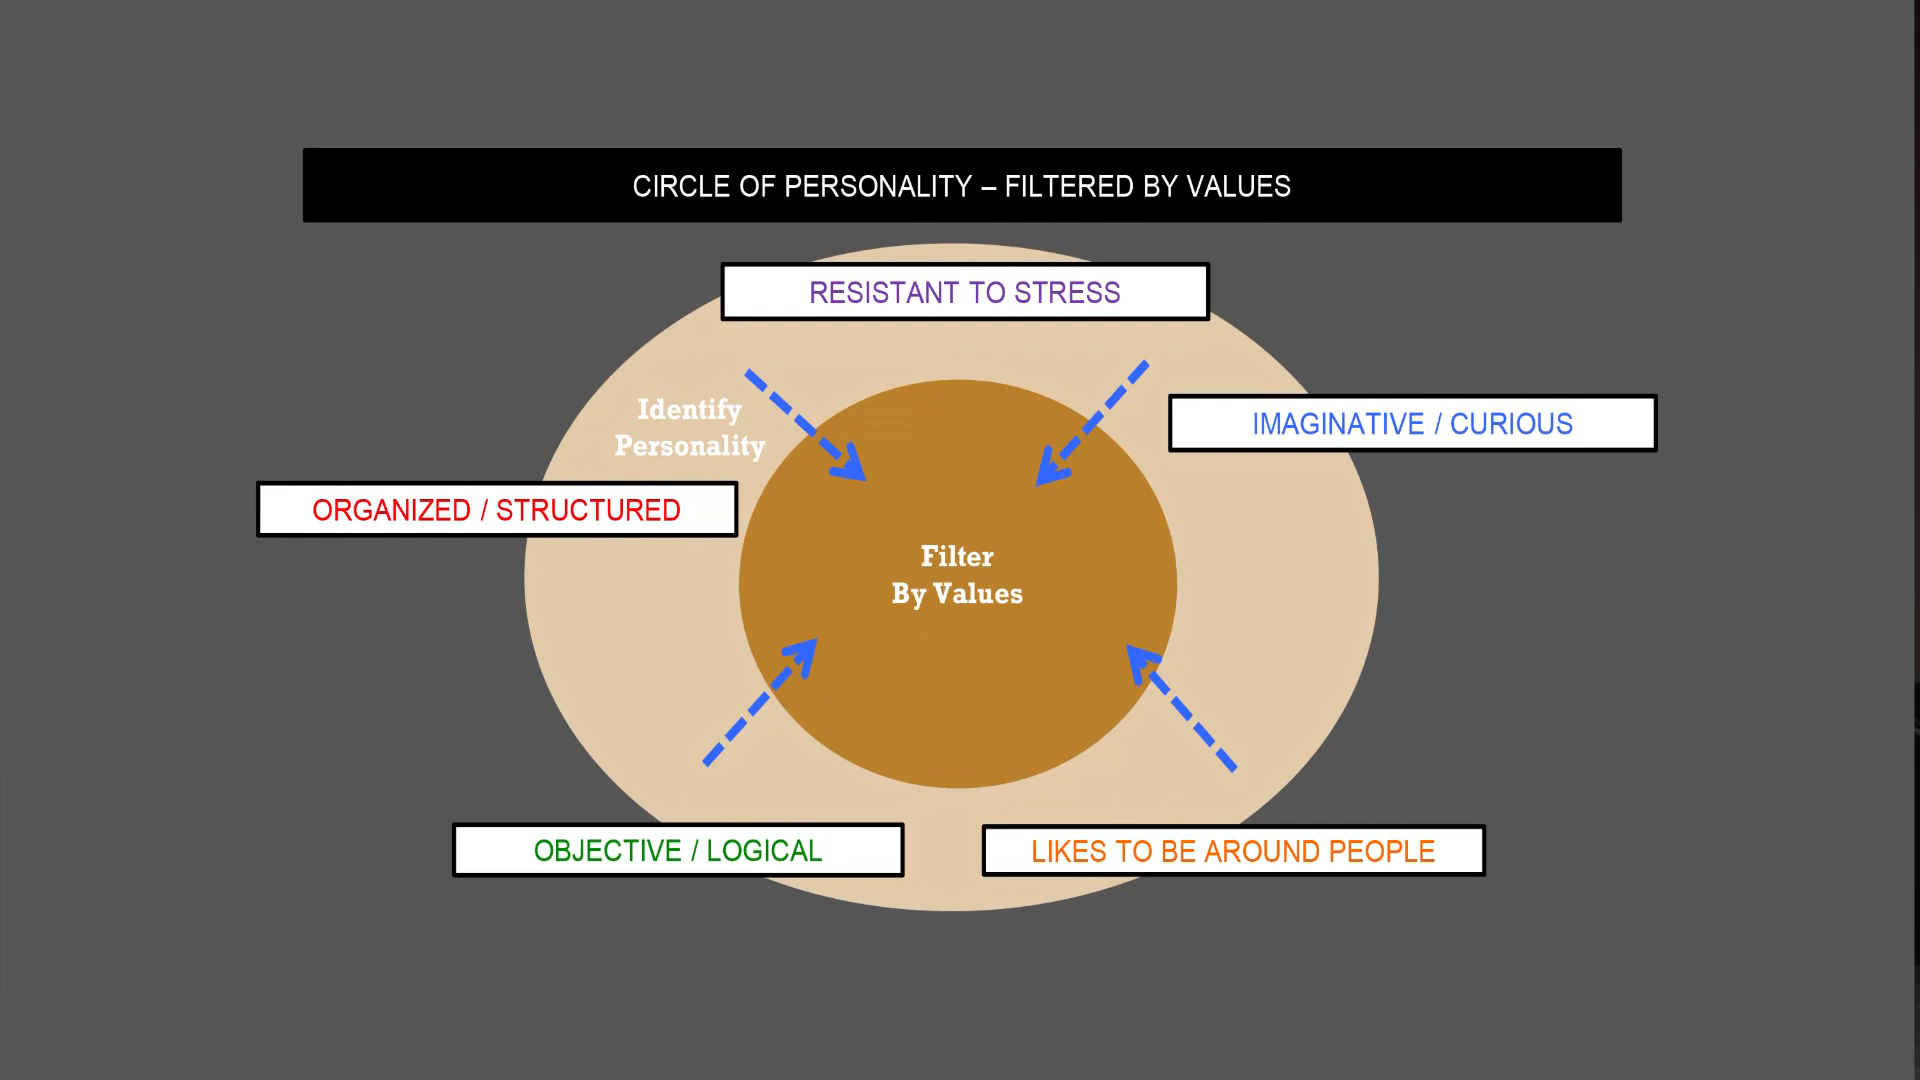 CIRCLE OF PERSONALITY – FILTERED BY VALUES
RESISTANT TO STRESS
Identify
Personality
IMAGINATIVE / CURIOUS
ORGANIZED / STRUCTURED
Filter
By Values
OBJECTIVE / LOGICAL
LIKES TO BE AROUND PEOPLE